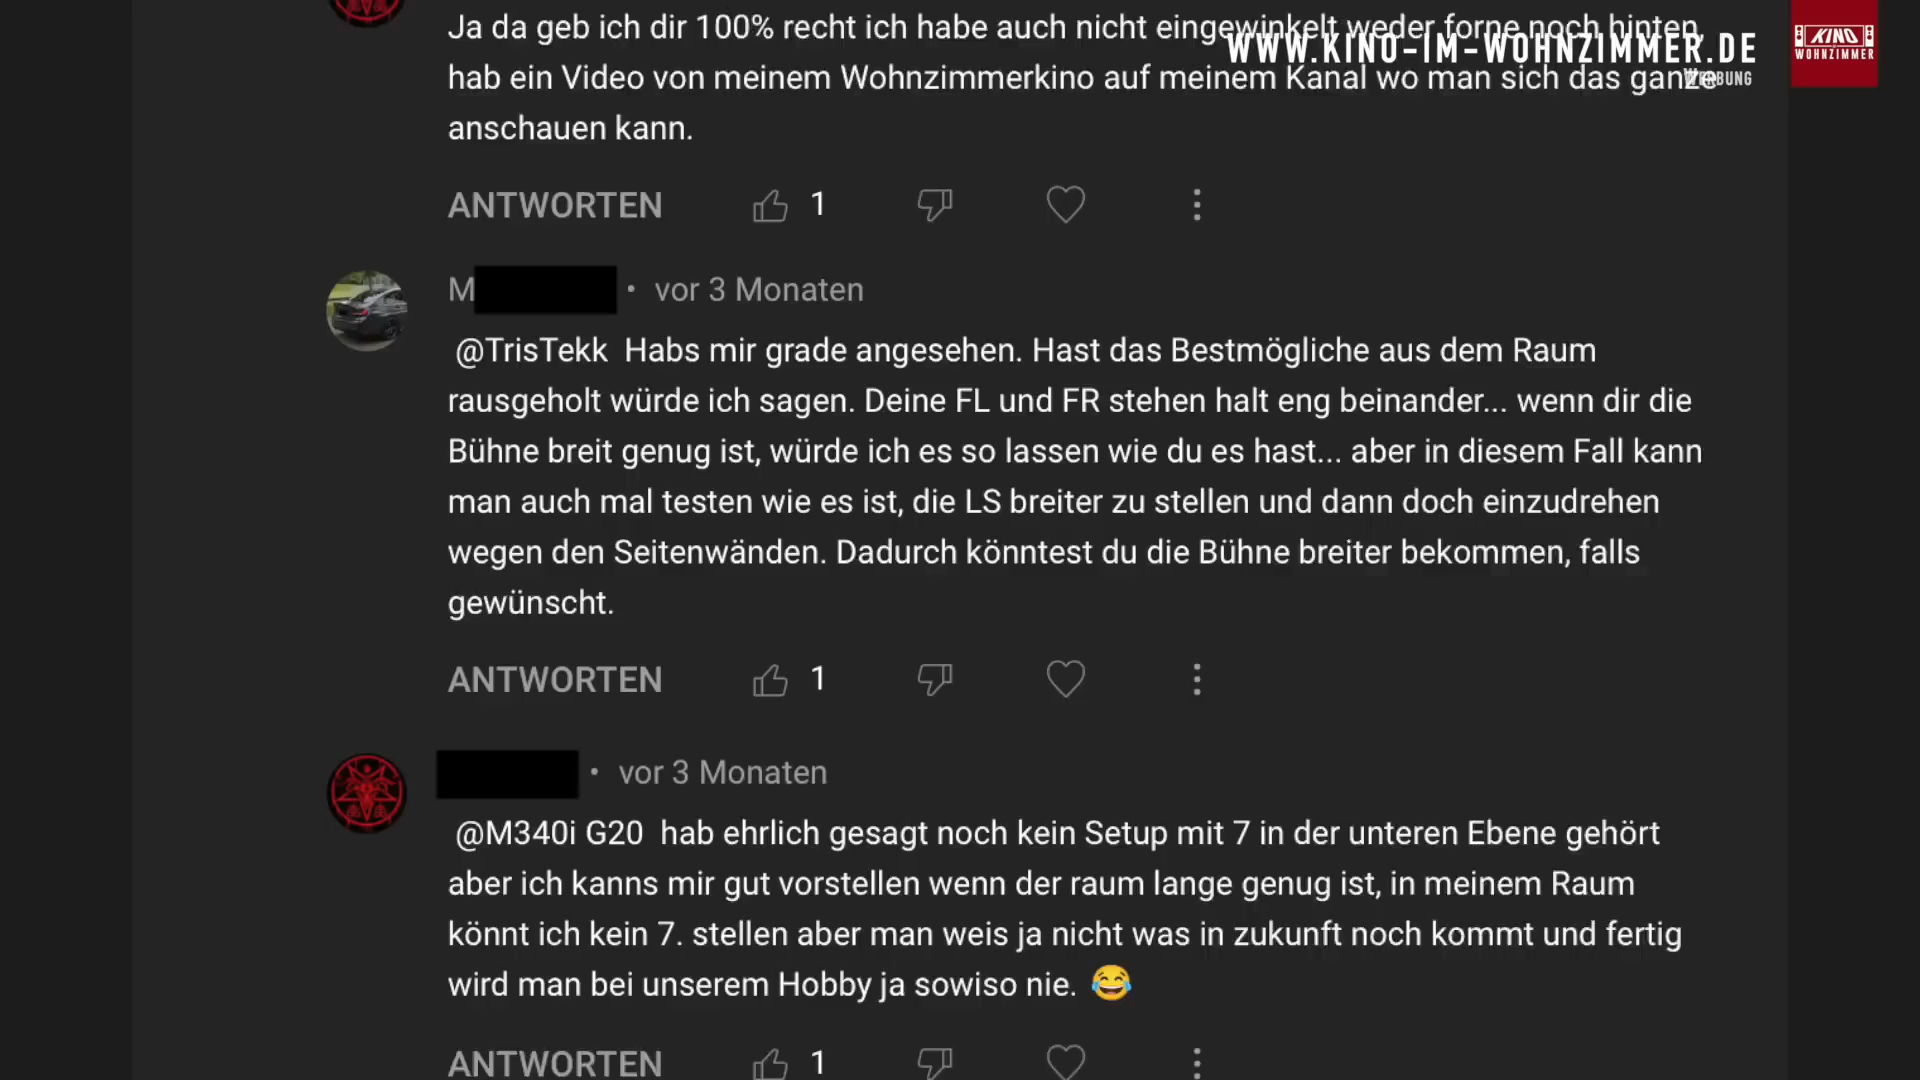 Ja da geb ich dir 100% recht ich habe auch nicht eingewinkelt weder forne noch hinten,
hab ein Video von meinem Wohnzimmerkino auf meinem Kanal wo man sich das ganze
anschauen kann.
WWW.KINO-IM-WOHNZIMMER.DE
WERBUNG
KINO
WOHNZIMMER
ANTWORTEN 1
M • vor 3 Monaten
@TrisTekk Habs mir grade angesehen. Hast das Bestmögliche aus dem Raum
rausgeholt würde ich sagen. Deine FL und FR stehen halt eng beinander... wenn dir die
Bühne breit genug ist, würde ich es so lassen wie du es hast... aber in diesem Fall kann
man auch mal testen wie es ist, die LS breiter zu stellen und dann doch einzudrehen
wegen den Seitenwänden. Dadurch könntest du die Bühne breiter bekommen, falls
gewünscht.
ANTWORTEN 1
• vor 3 Monaten
@M340i G20 hab ehrlich gesagt noch kein Setup mit 7 in der unteren Ebene gehört
aber ich kanns mir gut vorstellen wenn der raum lange genug ist, in meinem Raum
könnt ich kein 7. stellen aber man weis ja nicht was in zukunft noch kommt und fertig
wird man bei unserem Hobby ja sowiso nie. 😂
ANTWORTEN 1